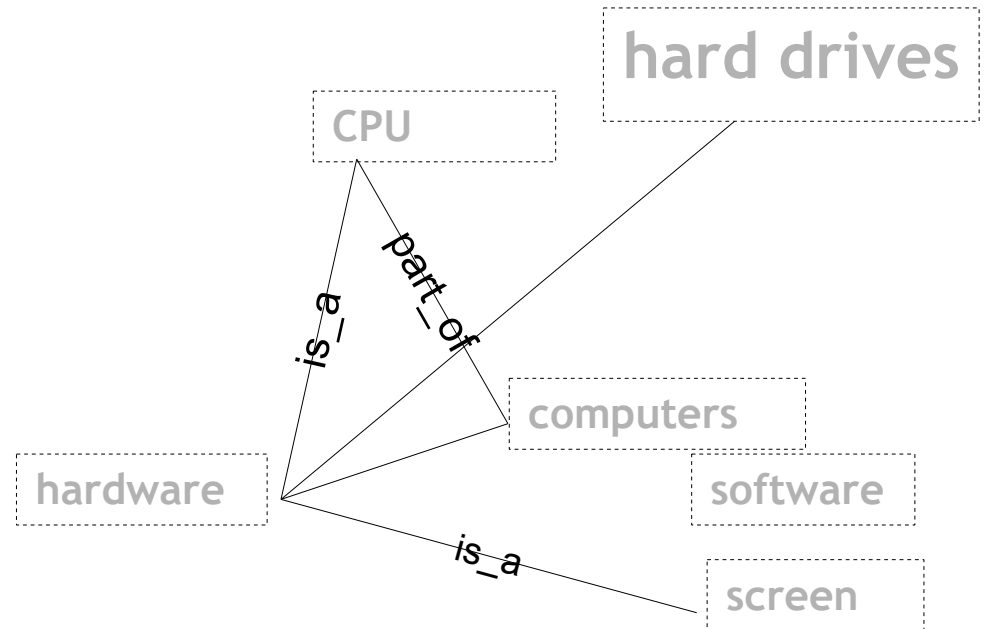 hard drives
CPU
part_of
is_a
computers
hardware
software
is_a
screen